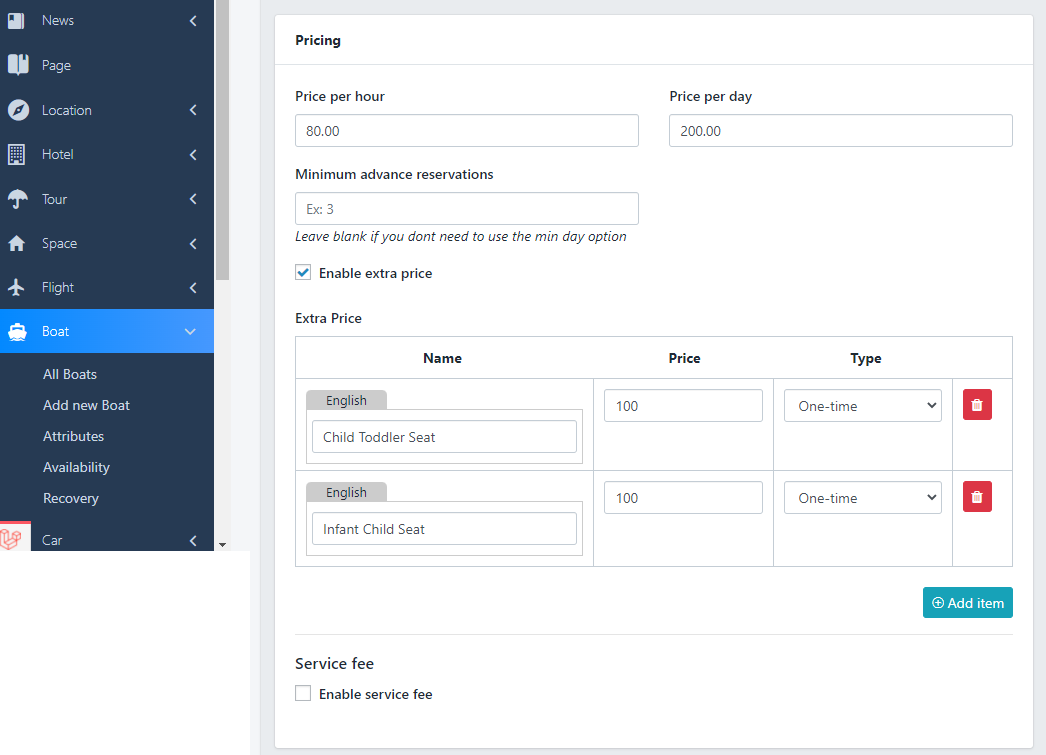 News
Page
Location
Hotel
Tour
Space
Flight
Boat
All Boats
Add new Boat
Attributes
Availability
Recovery
Car
Pricing
Price per hour Price per day
80.00 200.00
Minimum advance reservations
Ex: 3
Leave blank if you dont need to use the min day option
Enable extra price
Extra Price
Name Price Type
English
Child Toddler Seat 100 One-time
English
Infant Child Seat 100 One-time
Add item
Service fee
Enable service fee